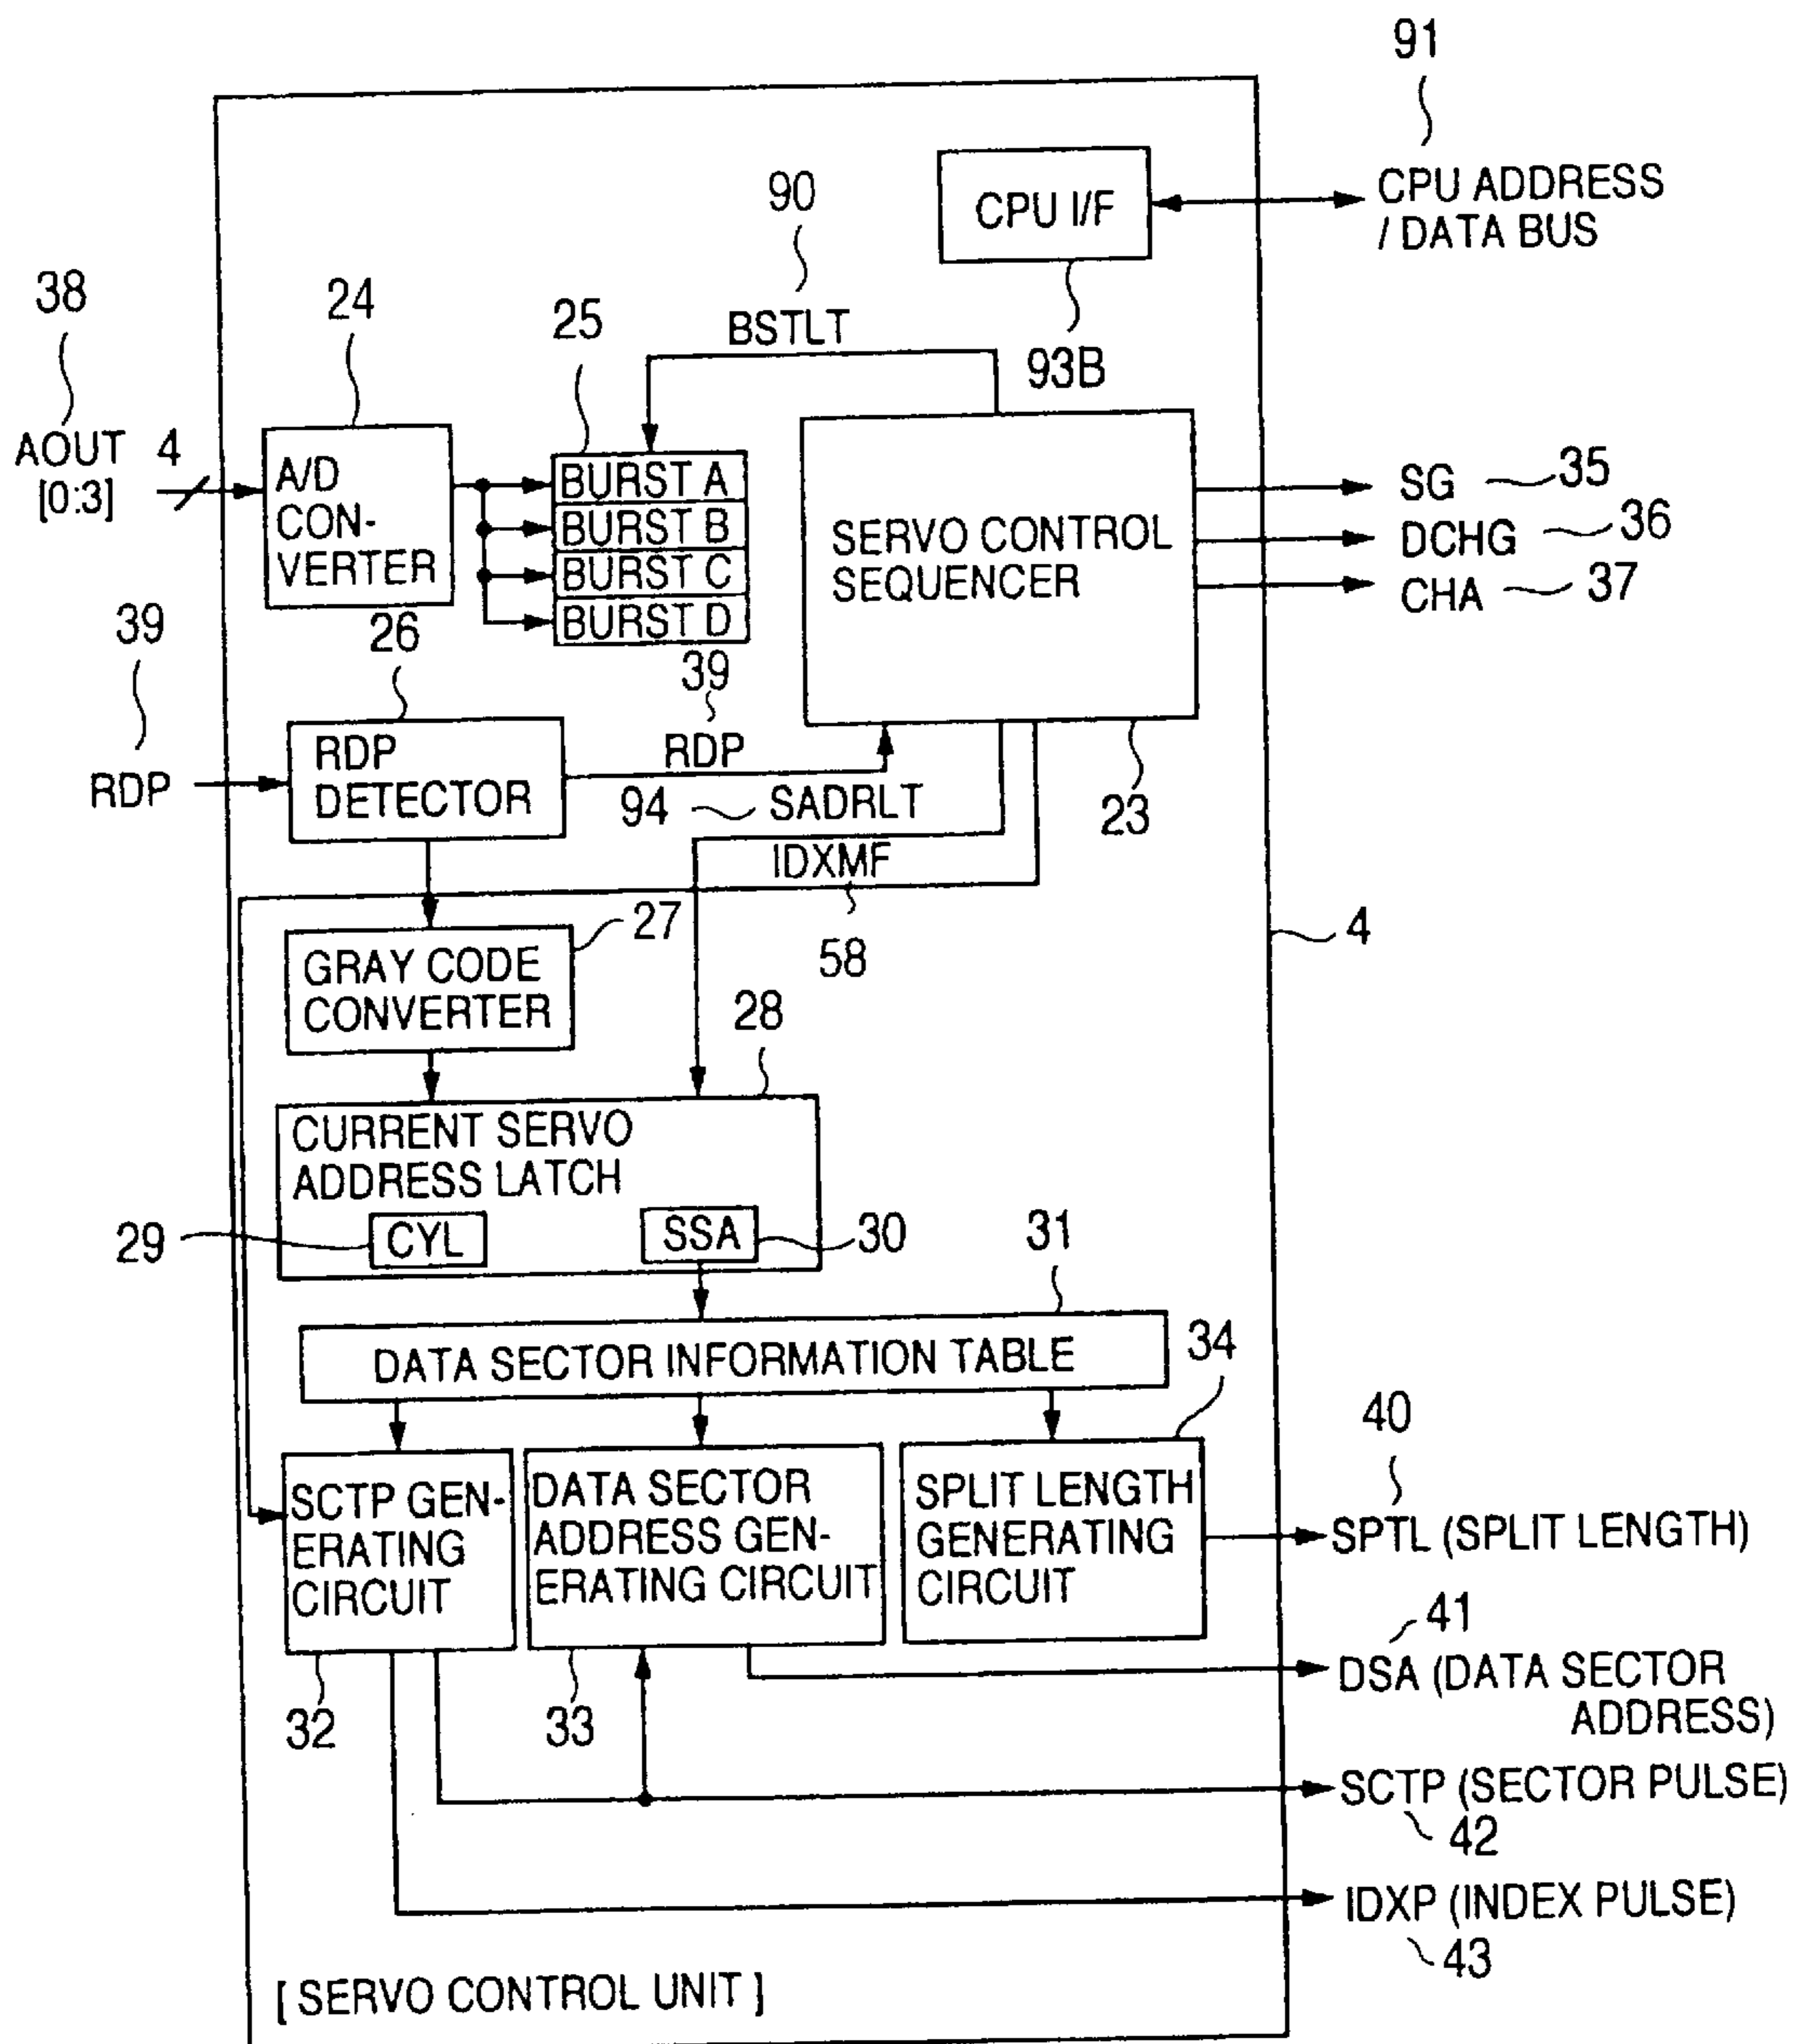 91
CPU ADDRESS
/ DATA BUS
CPU I/F
93B
90
BSTLT
38
AOUT
[0:3]
4
24
A/D
CON-
VERTER
25
BURST A
BURST B
BURST C
BURST D
SERVO CONTROL
SEQUENCER
23
SG 35
DCHG 36
CHA 37
39
RDP
26
RDP
DETECTOR
39
RDP
94 SADRLT
IDXMF
58
4
27
GRAY CODE
CONVERTER
28
CURRENT SERVO
ADDRESS LATCH
29
CYL
SSA
30
31
DATA SECTOR INFORMATION TABLE
34
SCTP GEN-
ERATING
CIRCUIT
32
DATA SECTOR
ADDRESS GEN-
ERATING CIRCUIT
33
SPLIT LENGTH
GENERATING
CIRCUIT
40
SPTL (SPLIT LENGTH)
41
DSA (DATA SECTOR
ADDRESS)
SCTP (SECTOR PULSE)
42
IDXP (INDEX PULSE)
43
[ SERVO CONTROL UNIT ]